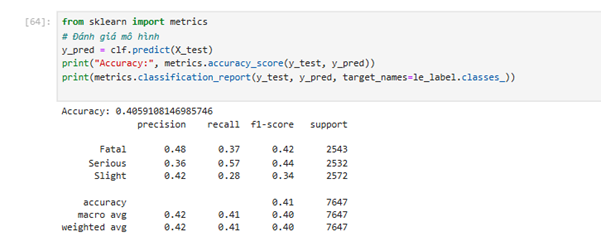 [64]: from sklearn import metrics
# Đánh giá mô hình
y_pred = clf.predict(X_test)
print("Accuracy:", metrics.accuracy_score(y_test, y_pred))
print(metrics.classification_report(y_test, y_pred, target_names=le_label.classes_))
Accuracy: 0.4059108146985746
precision recall f1-score support
Fatal 0.48 0.37 0.42 2543
Serious 0.36 0.57 0.44 2532
Slight 0.42 0.28 0.34 2572
accuracy 0.41 7647
macro avg 0.42 0.41 0.40 7647
weighted avg 0.42 0.41 0.40 7647